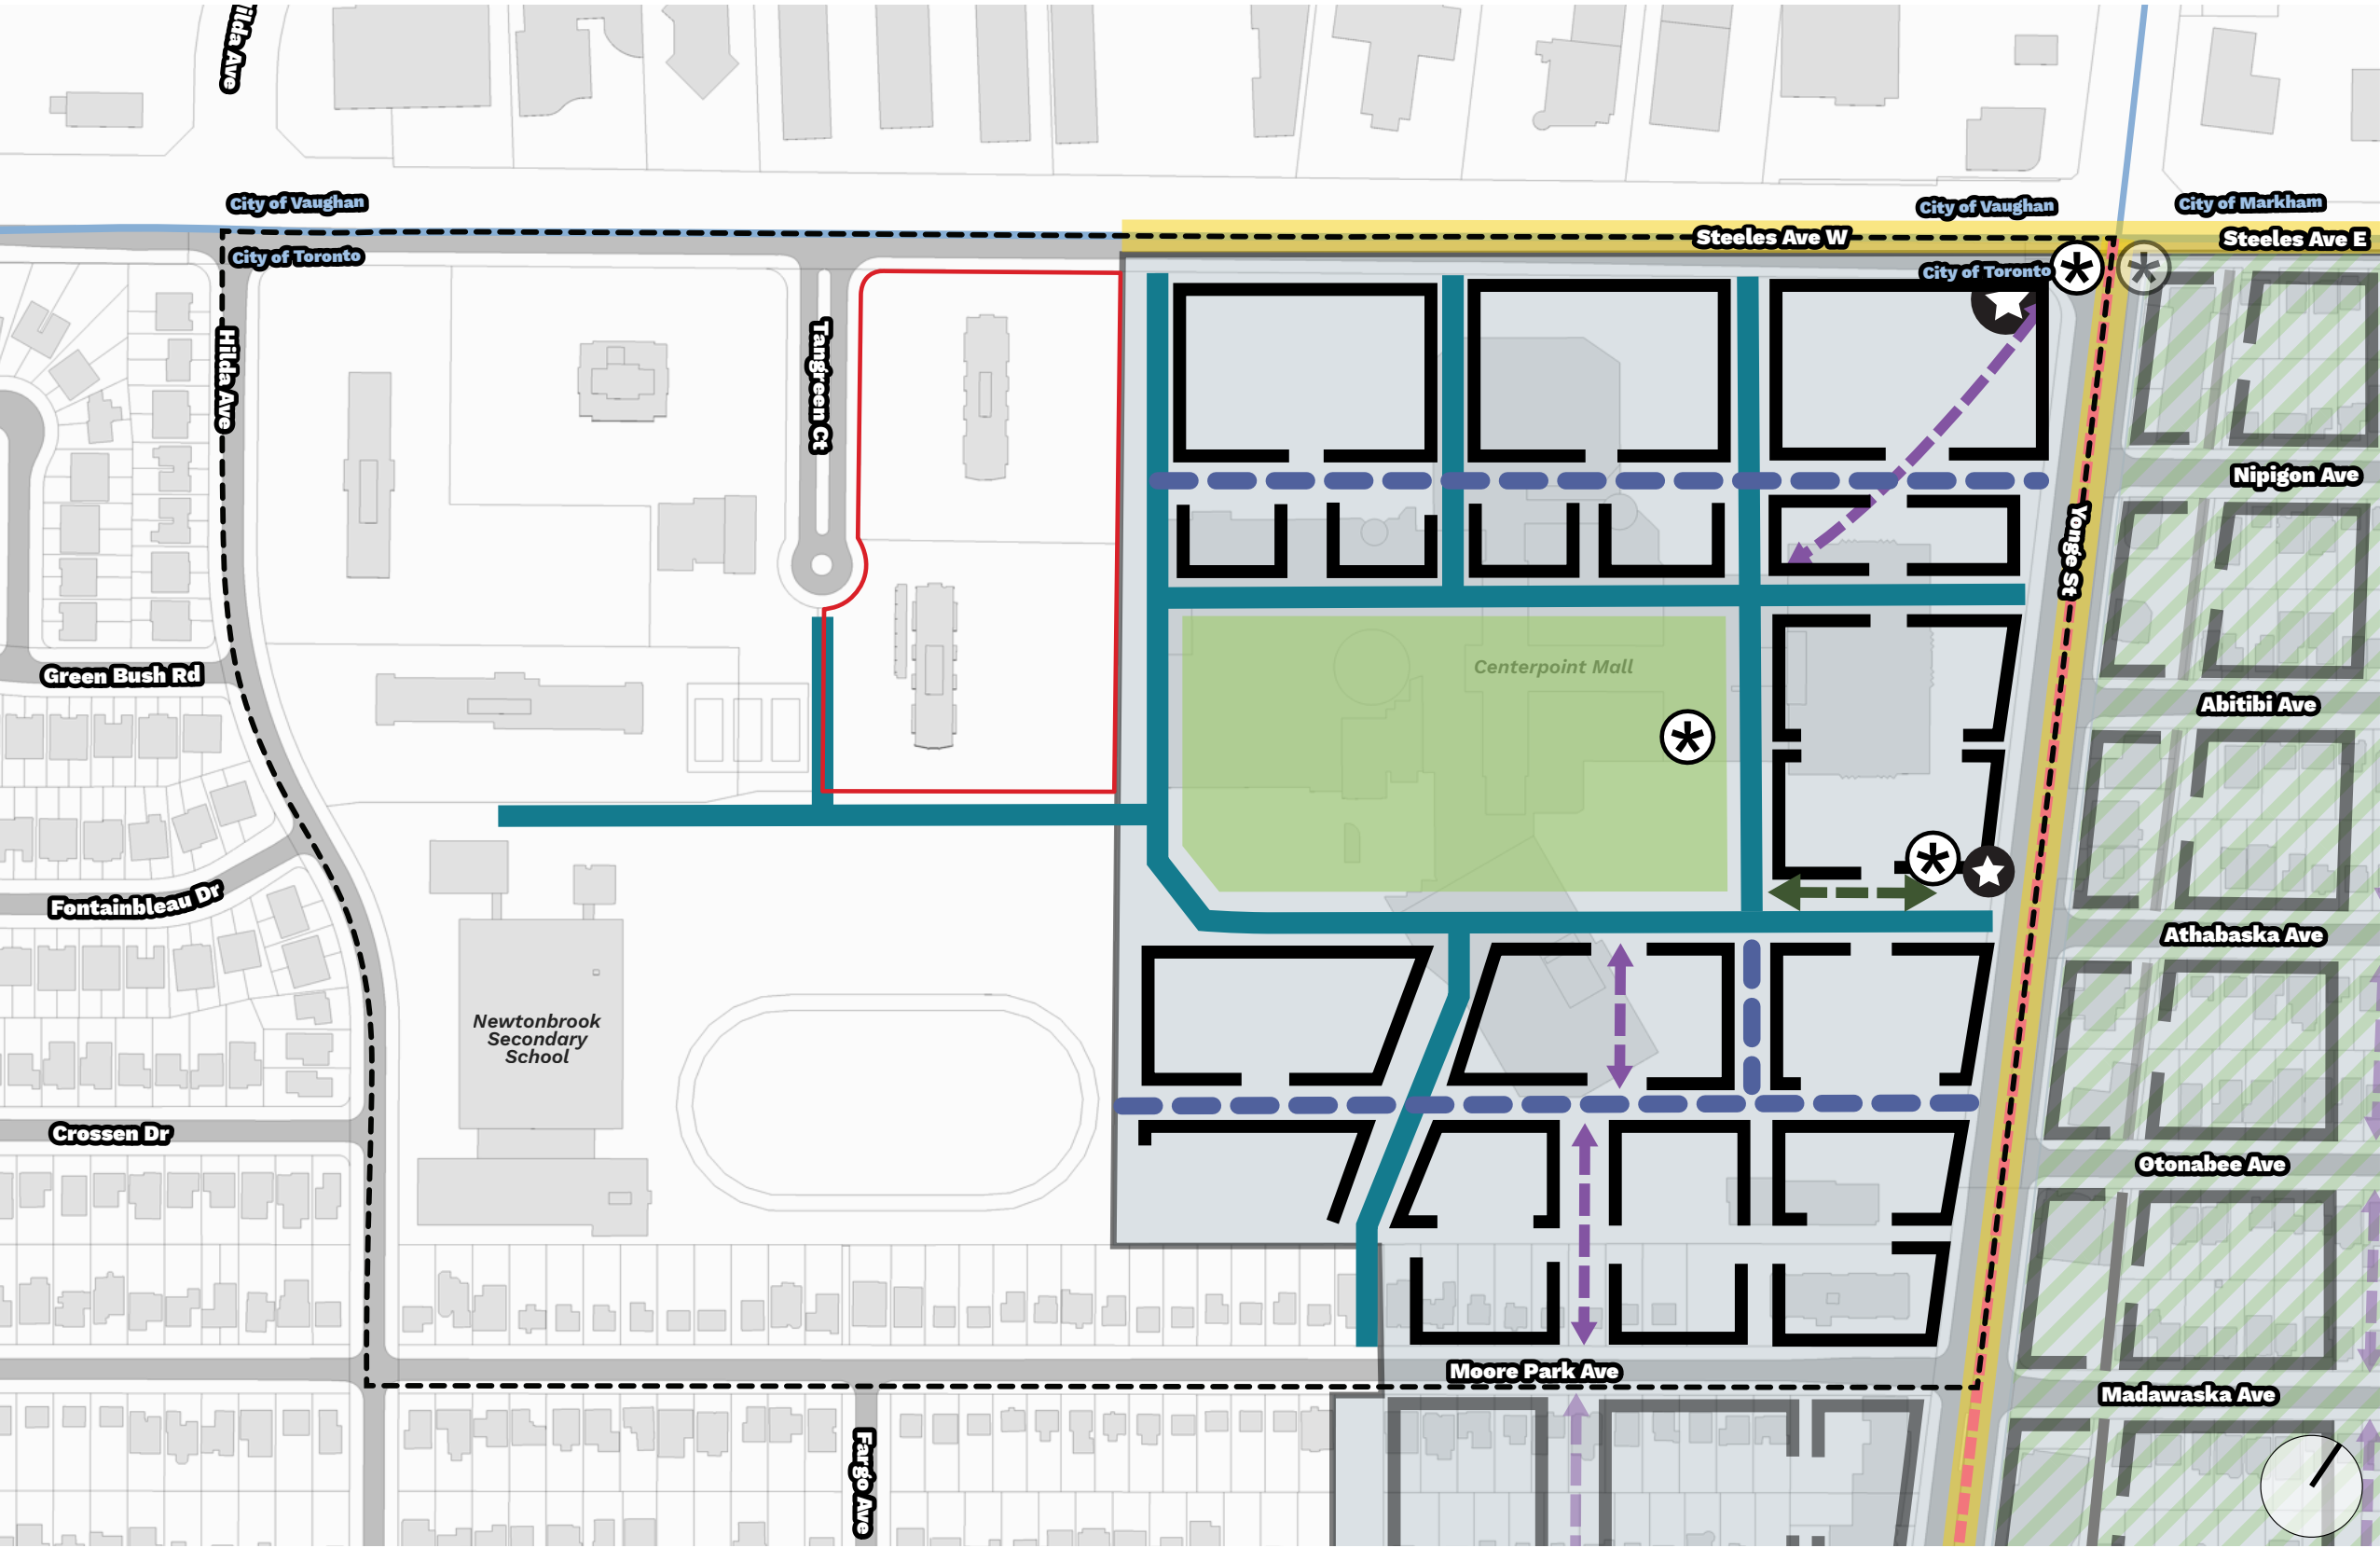 ilda Ave
City of Vaughan
City of Vaughan
City of Markham
Steeles Ave W
Steeles Ave E
City of Toronto
City of Toronto
Hilda Ave
Tangreen Ct
Nipigon Ave
Yonge St
Green Bush Rd
Centerpoint Mall
Abitibi Ave
Fontainbleau Dr
Athabaska Ave
Newtonbrook
Secondary
School
Crossen Dr
Otonabee Ave
Moore Park Ave
Madawaska Ave
Fargo Ave